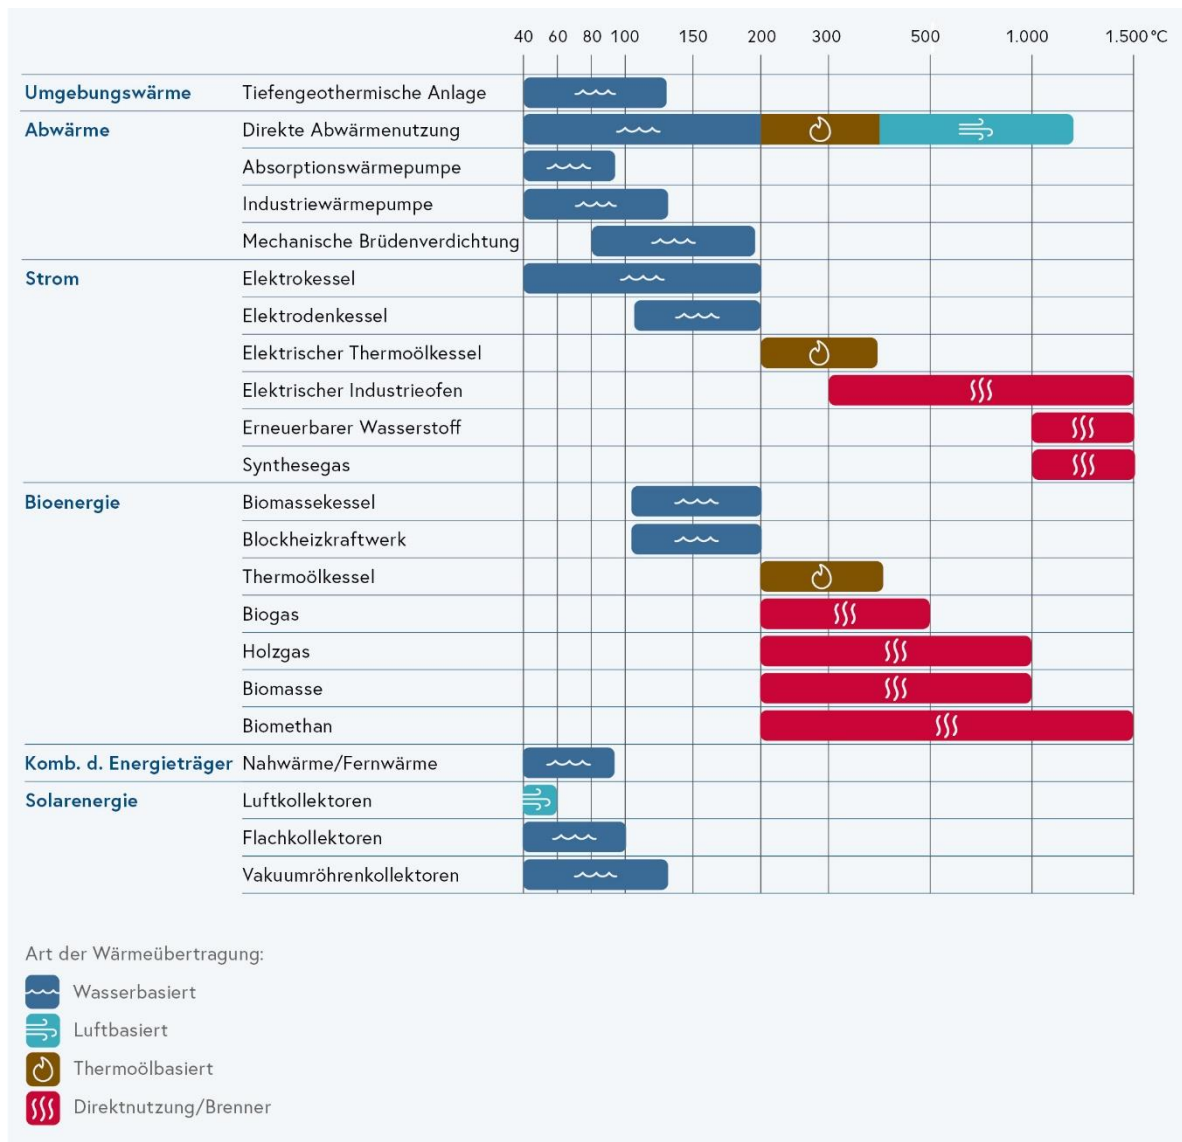 40 60 80 100 150 200 300 500 1.000 1.500 °C
Umgebungswärme Tiefengeothermische Anlage
Abwärme Direkte Abwärmenutzung
Absorptionswärmepumpe
Industriewärmepumpe
Mechanische Brüdenverdichtung
Strom Elektrokessel
Elektrodenkessel
Elektrischer Thermoölkessel
Elektrischer Industrieofen
Erneuerbarer Wasserstoff
Synthesegas
Bioenergie Biomassekessel
Blockheizkraftwerk
Thermoölkessel
Biogas
Holzgas
Biomasse
Biomethan
Komb. d. Energieträger Nahwärme/Fernwärme
Solarenergie Luftkollektoren
Flachkollektoren
Vakuumröhrenkollektoren
Art der Wärmeübertragung:
Wasserbasiert
Luftbasiert
Thermoölbasiert
Direktnutzung/Brenner